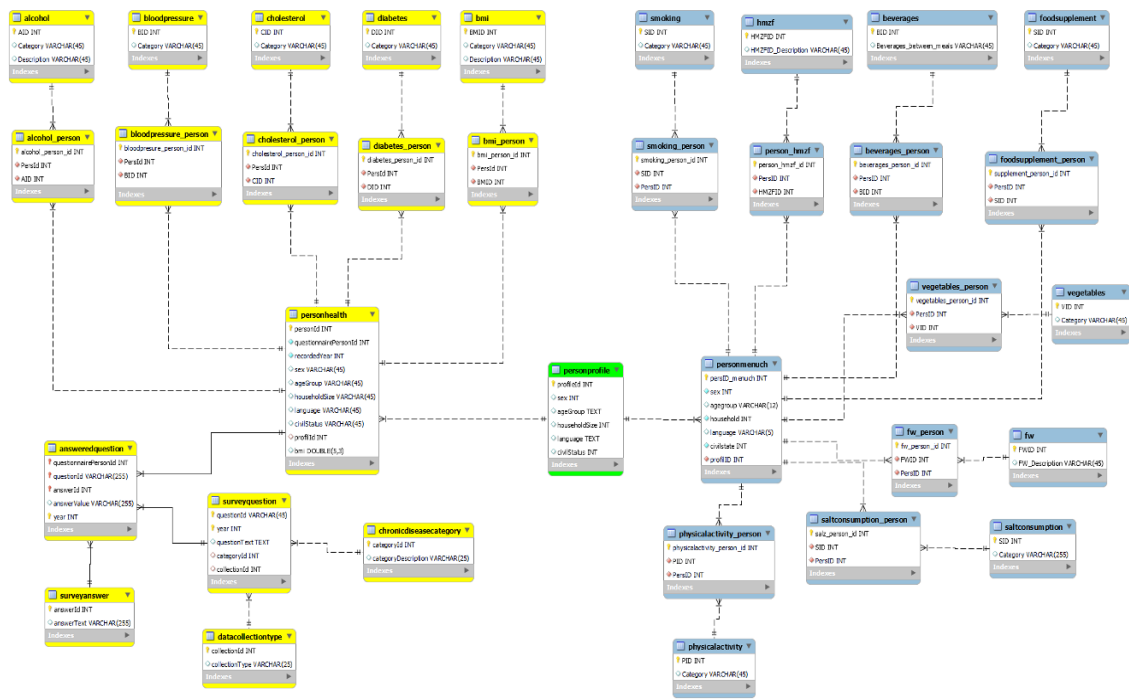 alcohol
AID INT
Category VARCHAR(45)
Description VARCHAR(45)
Indexes
bloodpressure
BID INT
Category VARCHAR(45)
Indexes
cholesterol
CID INT
Category VARCHAR(45)
Indexes
diabetes
DID INT
Category VARCHAR(45)
Indexes
bmi
BMID INT
Category VARCHAR(45)
Description VARCHAR(45)
Indexes
smoking
SID INT
Category VARCHAR(45)
Indexes
hmzf
HMZFID INT
HMZFID_Description VARCHAR(45)
Indexes
beverages
BID INT
Beverages_between_meals VARCHAR(45)
Indexes
foodsupplement
SID INT
Category VARCHAR(45)
Indexes
alcohol_person
alcohol_person_id INT
PersId INT
AID INT
Indexes
bloodpressure_person
bloodpresure_person_id INT
PersId INT
BID INT
Indexes
cholesterol_person
cholesterol_person_id INT
PersId INT
CID INT
Indexes
diabetes_person
diabetes_person_id INT
PersId INT
DID INT
Indexes
bmi_person
bmi_person_id INT
PersId INT
BMID INT
Indexes
smoking_person
smoking_person_id INT
SID INT
PersID INT
Indexes
person_hmzf
person_hmzf_id INT
PersID INT
HMZFID INT
Indexes
beverages_person
beverages_person_id INT
PersID INT
BID INT
Indexes
foodsupplement_person
supplement_person_id INT
PersID INT
SID INT
Indexes
vegetables_person
vegetables_person_id INT
PersID INT
VID INT
Indexes
vegetables
VID INT
Category VARCHAR(45)
Indexes
personhealth
personId INT
questionnairePersonId INT
recordedYear INT
sex VARCHAR(45)
ageGroup VARCHAR(45)
householdSize VARCHAR(45)
language VARCHAR(45)
civilStatus VARCHAR(45)
profilId INT
bmi DOUBLE(3,3)
Indexes
personprofile
profileId INT
sex INT
ageGroup TEXT
householdSize INT
language TEXT
civilStatus INT
Indexes
personmenuch
persID_menuch INT
sex INT
agegroup VARCHAR(12)
household INT
language VARCHAR(5)
civilstate INT
profilID INT
Indexes
fw_person
fw_person_id INT
FWID INT
PersID INT
Indexes
fw
FWID INT
FW_Description VARCHAR(45)
Indexes
answeredquestion
questionnairePersonId INT
questionId VARCHAR(255)
answerId INT
answerValue VARCHAR(255)
year INT
Indexes
surveyquestion
questionId VARCHAR(45)
year INT
questionText TEXT
categoryId INT
collectionId INT
Indexes
chronicdiseasecategory
categoryId INT
categoryDescription VARCHAR(25)
Indexes
physicalactivity_person
physicalactivity_person_id INT
PID INT
PersID INT
Indexes
saltconsumption_person
salz_person_id INT
SID INT
PersID INT
Indexes
saltconsumption
SID INT
Category VARCHAR(255)
Indexes
surveyanswer
answerId INT
answerText VARCHAR(255)
Indexes
datacollectiontype
collectionId INT
collectionType VARCHAR(25)
Indexes
physicalactivity
PID INT
Category VARCHAR(45)
Indexes